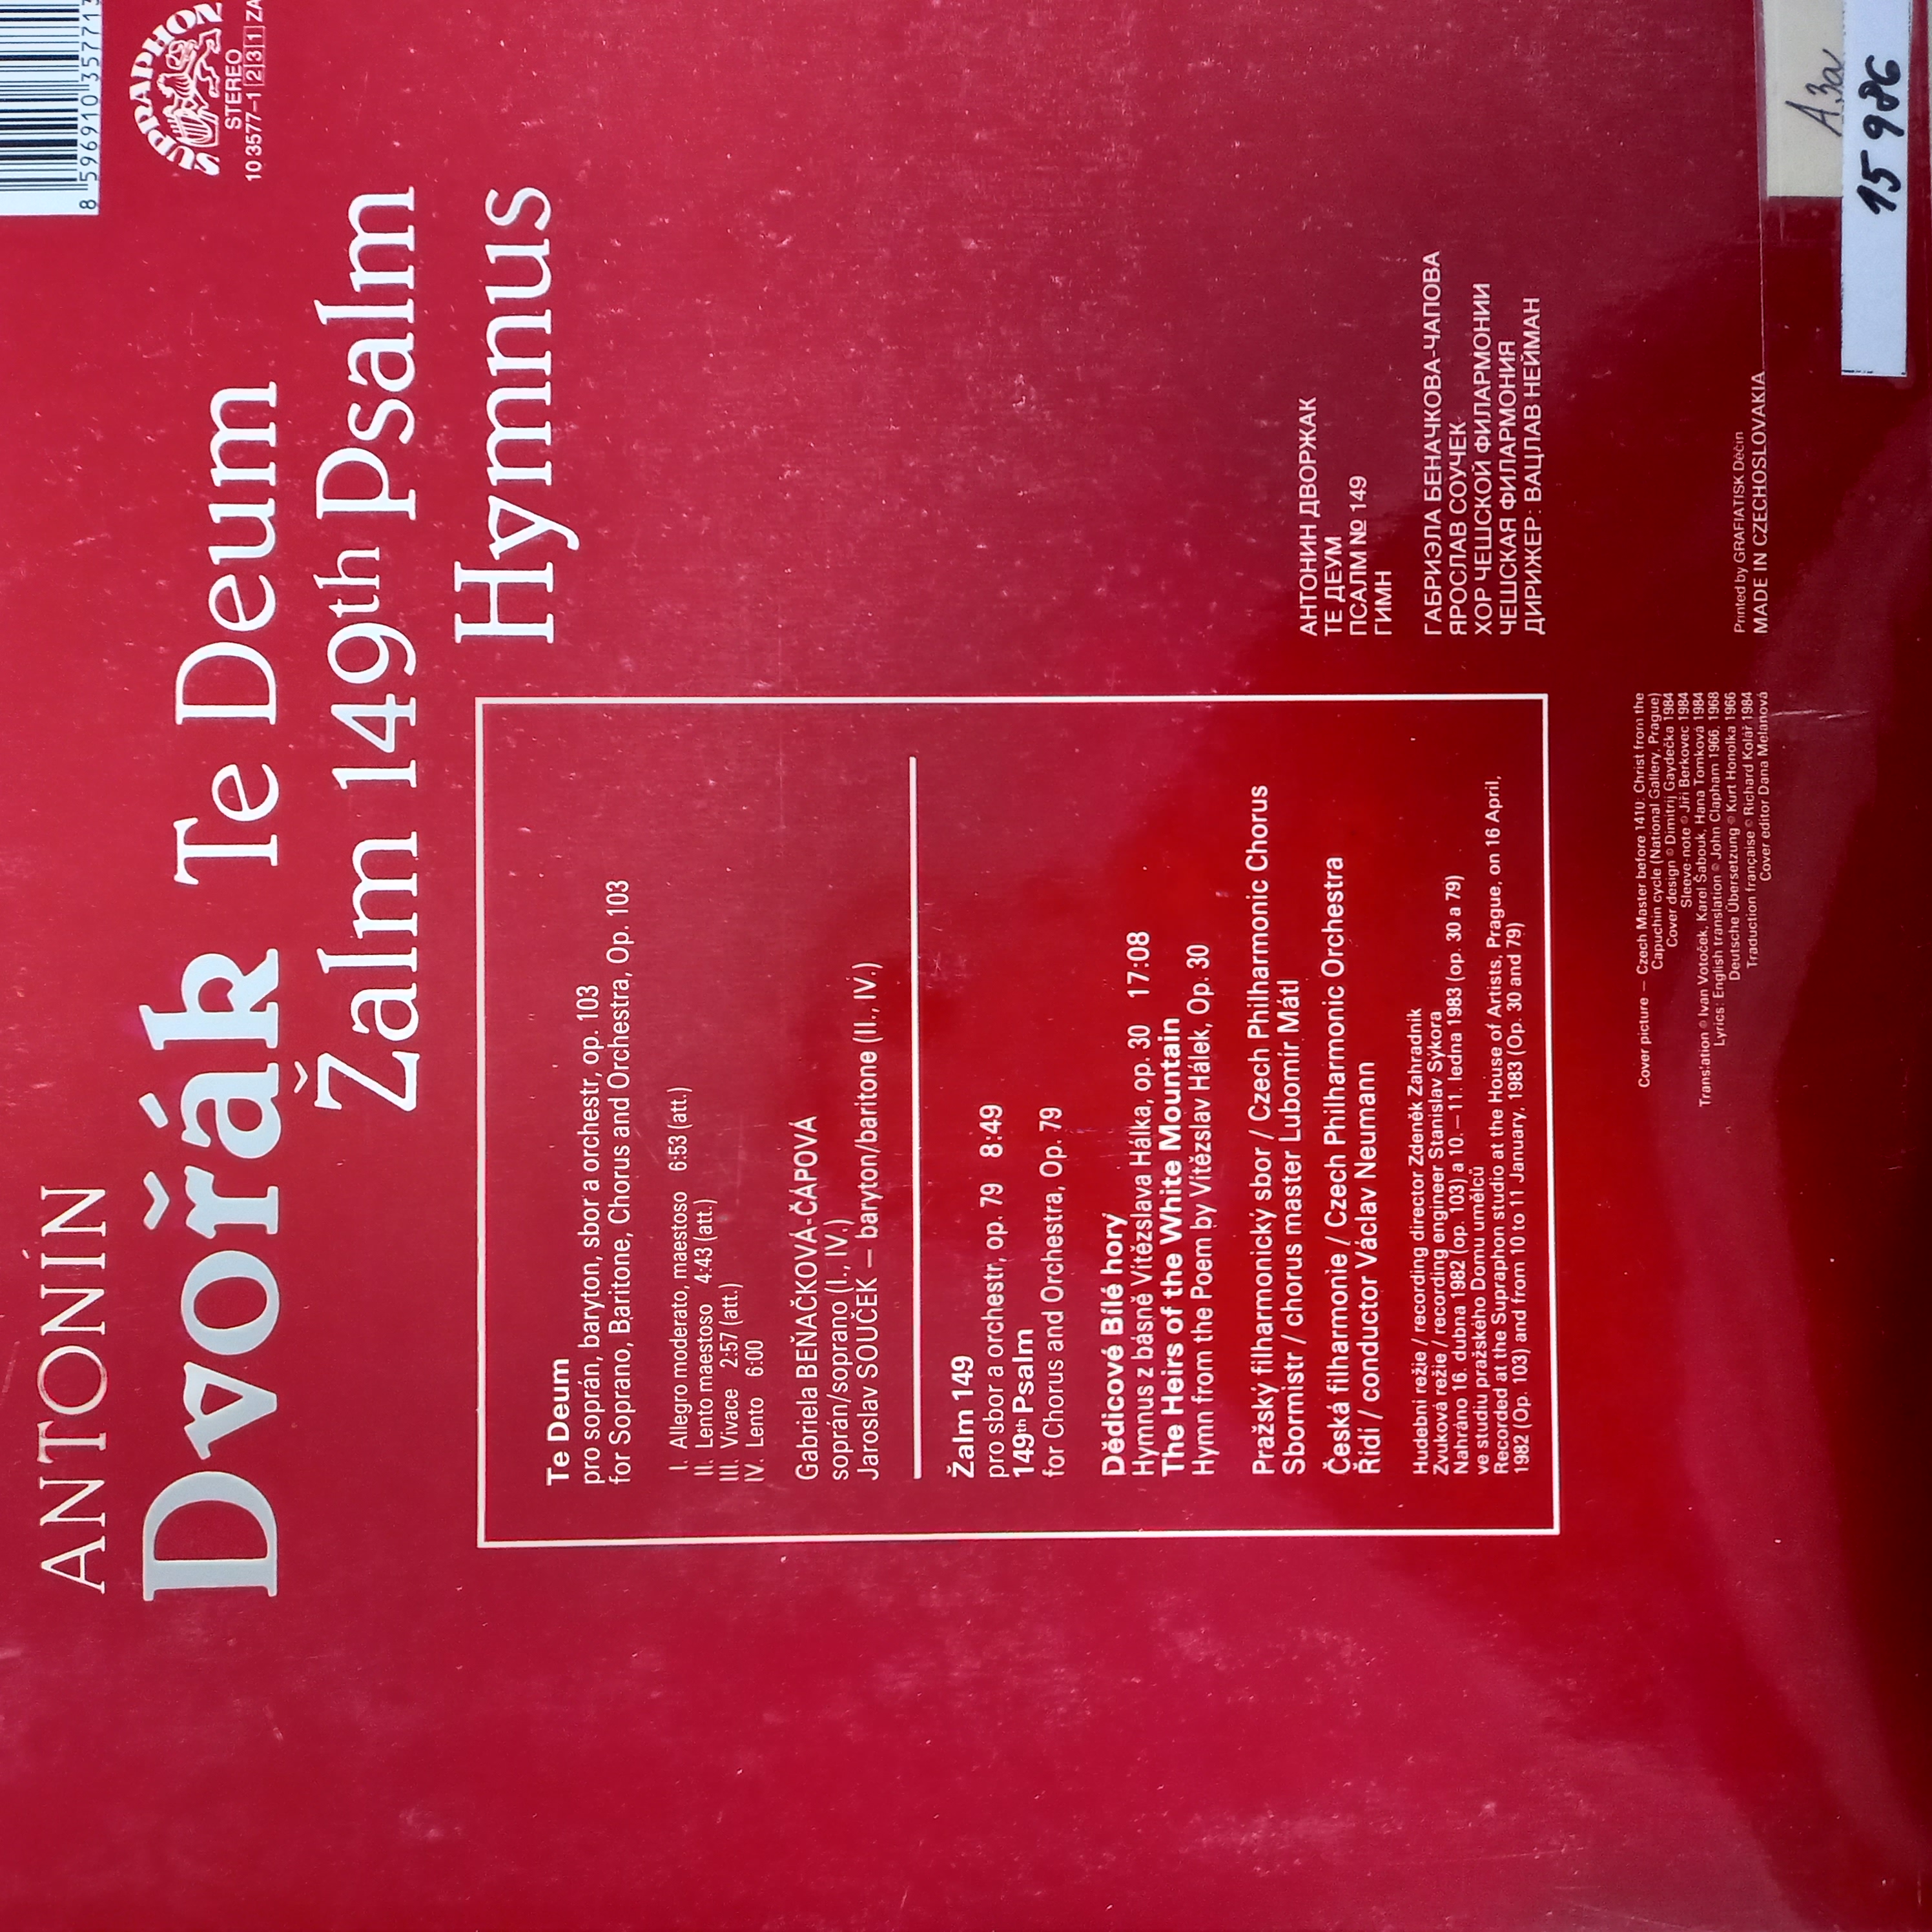 ANTONÍN
Dvořák Te Deum
Žalm 149th Psalm
Hymnus
8 596910 357713
SUPRAPHON
STEREO
10 3577-1 2 3 1 ZA
Te Deum
pro soprán, baryton, sbor a orchestr, op. 103
for Soprano, Baritone, Chorus and Orchestra, Op. 103
I. Allegro moderato, maestoso 6:53 (att.)
II. Lento maestoso 4:43 (att.)
III. Vivace 2:57 (att.)
IV. Lento 6:00
Gabriela BEŇAČKOVÁ-ČÁPOVÁ
soprán/soprano (I., IV.)
Jaroslav SOUČEK — baryton/baritone (II., IV.)
Žalm 149
pro sbor a orchestr, op. 79 8:49
149th Psalm
for Chorus and Orchestra, Op. 79
Dědicové Bílé hory
Hymnus z básně Vítězslava Hálka, op. 30 17:08
The Heirs of the White Mountain
Hymn from the Poem by Vítězslav Hálek, Op. 30
Pražský filharmonický sbor / Czech Philharmonic Chorus
Sbormistr / chorus master Lubomír Mátl
Česká filharmonie / Czech Philharmonic Orchestra
Řídí / conductor Václav Neumann
Hudební režie / recording director Zdeněk Zahradník
Zvuková režie / recording engineer Stanislav Sýkora
Nahráno 16. dubna 1982 (op. 103) a 10.—11. ledna 1983 (op. 30 a 79)
ve studiu pražského Domu umělců
Recorded at the Supraphon studio at the House of Artists, Prague, on 16 April,
1982 (Op. 103) and from 10 to 11 January, 1983 (Op. 30 and 79)
АНТОНИН ДВОРЖАК
ТЕ ДЕУМ
ПСАЛМ № 149
ГИМН
ГАБРИЭЛА БЕНАЧКОВА-ЧАПОВА
ЯРОСЛАВ СОУЧЕК
ХОР ЧЕШСКОЙ ФИЛАРМОНИИ
ЧЕШСКАЯ ФИЛАРМОНИЯ
ДИРИЖЕР: ВАЦЛАВ НЕЙМАН
Cover picture — Czech Master before 1410: Christ from the
Capuchin cycle (National Gallery, Prague)
Cover design © Dimitrij Gaydečka 1984
Sleeve-note © Jiří Berkovec 1984
Translation © Ivan Votoček, Karel Šabouk, Hana Tomková 1984
Lyrics: English translation © John Clapham 1966, 1968
Deutsche Übersetzung © Kurt Honolka 1966
Traduction française © Richard Kolář 1984
Cover editor Dana Melanová
Printed by GRAFIATISK Děčín
MADE IN CZECHOSLOVAKIA
A 3a
15 986